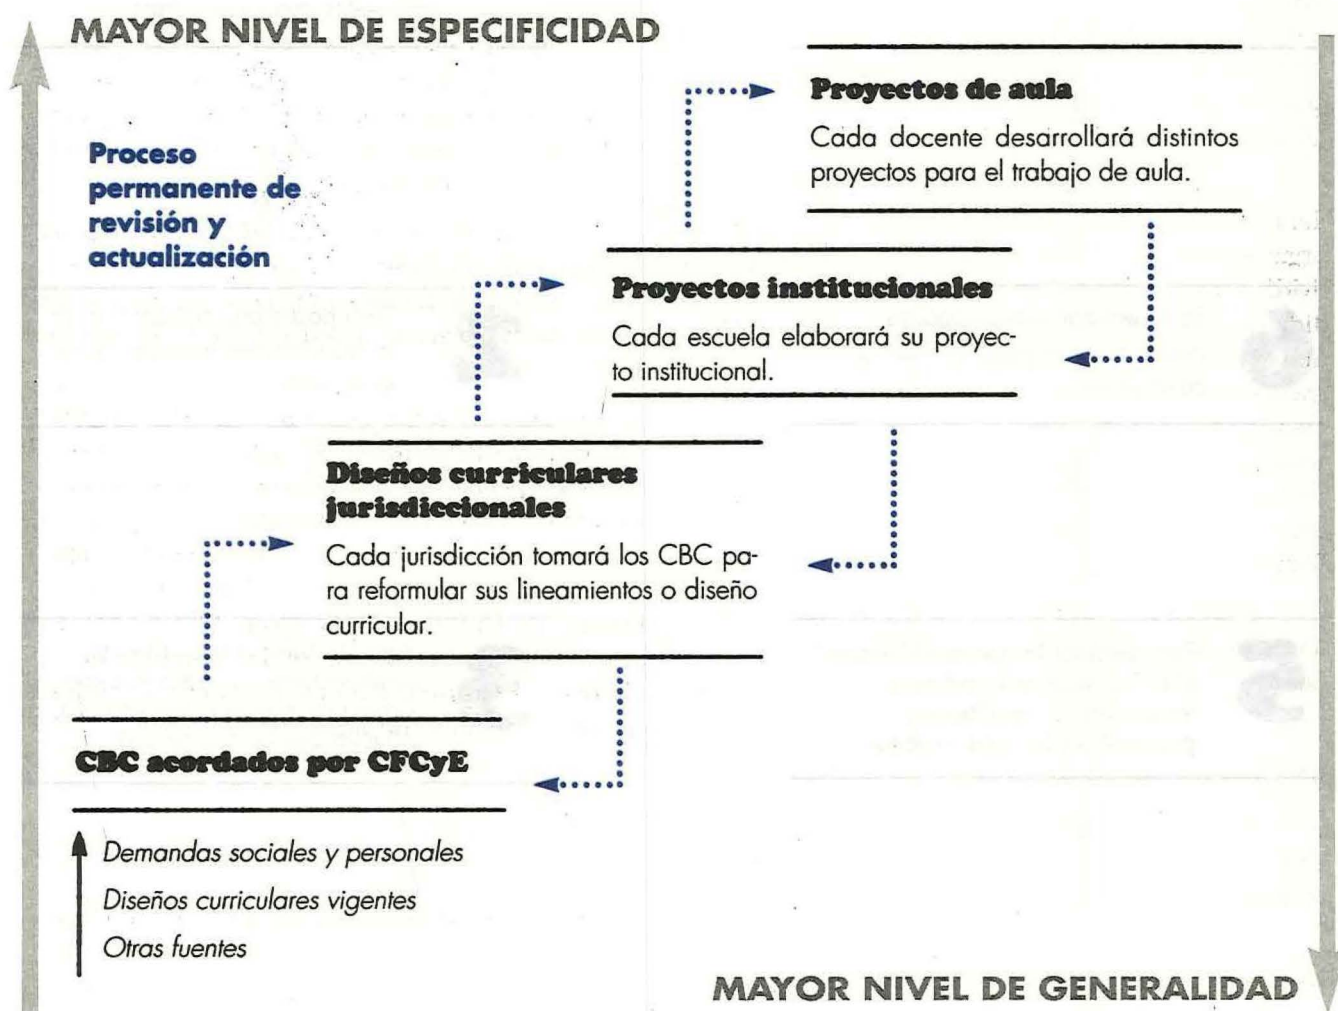 MAYOR NIVEL DE ESPECIFICIDAD
Proceso
permanente de
revisión y
actualización
Proyectos de aula
Cada docente desarrollará distintos
proyectos para el trabajo de aula.
Proyectos institucionales
Cada escuela elaborará su proyec-
to institucional.
Diseños curriculares
jurisdiccionales
Cada jurisdicción tomará los CBC pa-
ra reformular sus lineamientos o diseño
curricular.
CBC acordados por CFCyE
Demandas sociales y personales
Diseños curriculares vigentes
Otras fuentes
MAYOR NIVEL DE GENERALIDAD